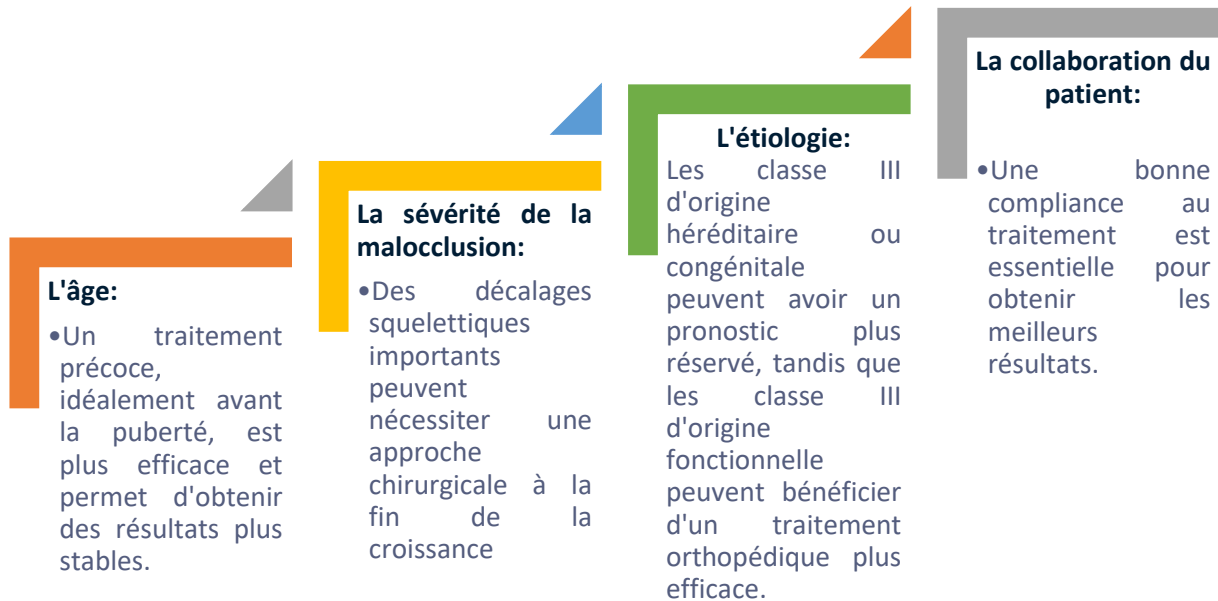 L'âge:
•Un traitement
précoce,
idéalement avant
la puberté, est
plus efficace et
permet d'obtenir
des résultats plus
stables.
La sévérité de la
malocclusion:
•Des décalages
squelettiques
importants
peuvent
nécessiter une
approche
chirurgicale à la
fin de la
croissance
L'étiologie:
Les classe III
d'origine
héréditaire ou
congénitale
peuvent avoir un
pronostic plus
réservé, tandis que
les classe III
d'origine
fonctionnelle
peuvent bénéficier
d'un traitement
orthopédique plus
efficace.
La collaboration du
patient:
•Une bonne
compliance au
traitement est
essentielle pour
obtenir les
meilleurs
résultats.